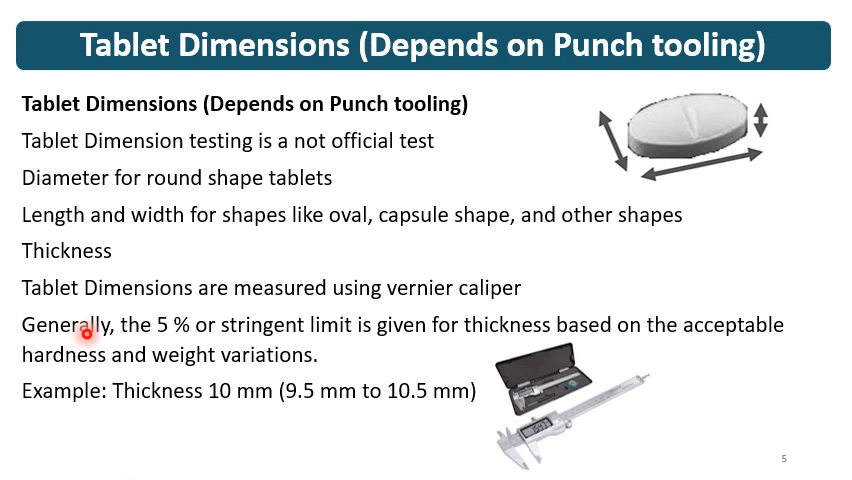 Tablet Dimensions (Depends on Punch tooling)
Tablet Dimensions (Depends on Punch tooling)
Tablet Dimension testing is a not official test
Diameter for round shape tablets
Length and width for shapes like oval, capsule shape, and other shapes
Thickness
Tablet Dimensions are measured using vernier caliper
Generally, the 5 % or stringent limit is given for thickness based on the acceptable
hardness and weight variations.
Example: Thickness 10 mm (9.5 mm to 10.5 mm)
5